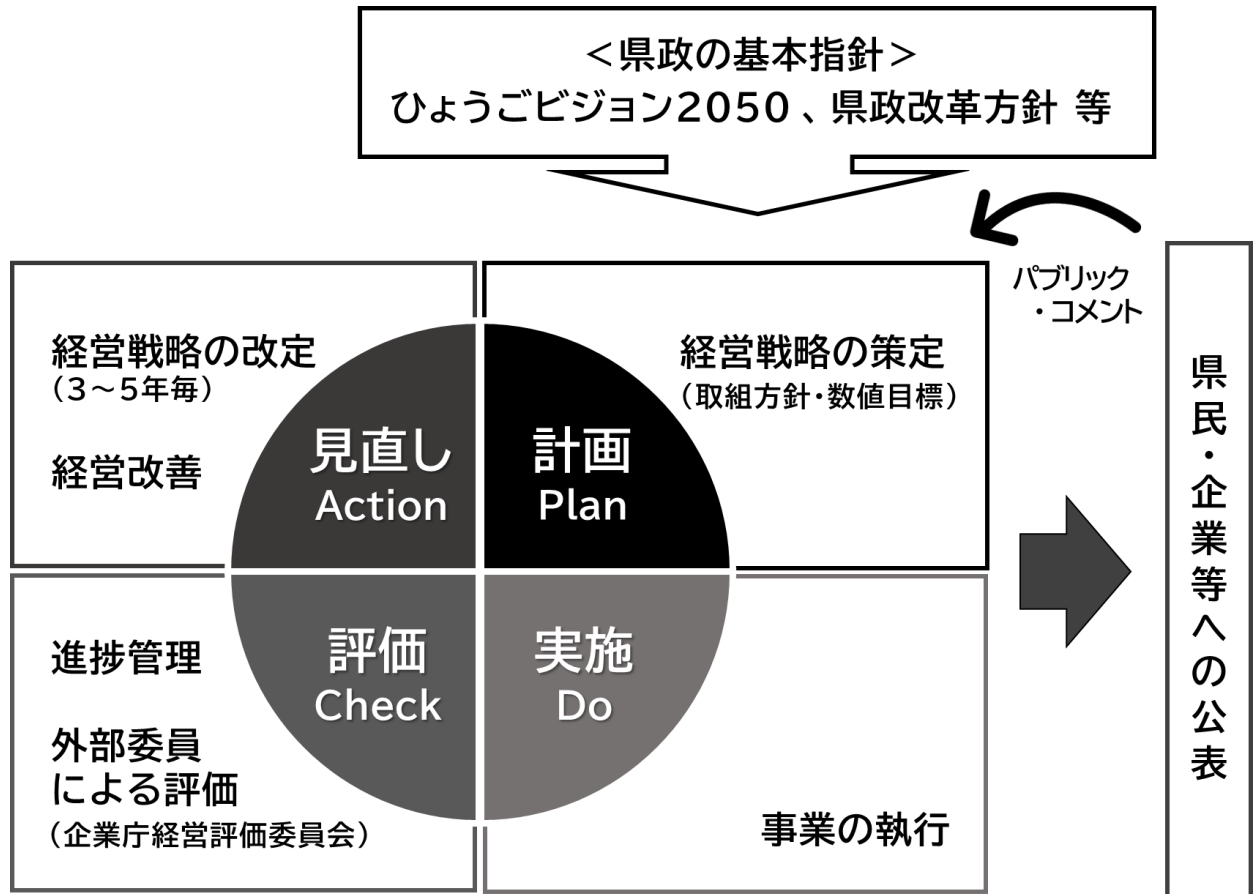 ＜県政の基本指針＞
ひょうごビジョン2050 、県政改革方針 等
パブリック
・コメント
経営戦略の改定
（3～5年毎）
経営改善
見直し
Action
計画
Plan
経営戦略の策定
（取組方針・数値目標）
進捗管理
外部委員
による評価
（企業庁経営評価委員会）
評価
Check
実施
Do
事業の執行
県民・企業等への公表